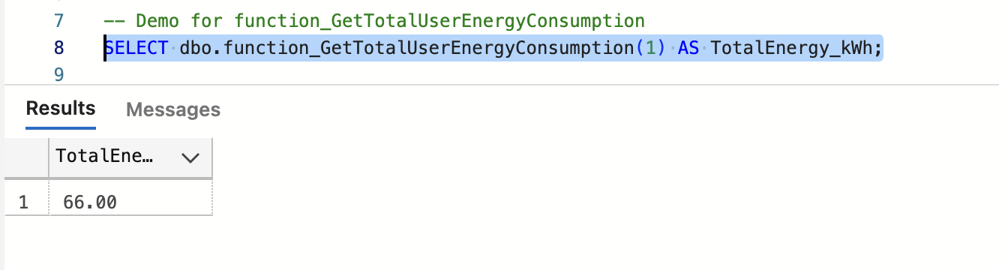 7 -- Demo for function_GetTotalUserEnergyConsumption
8 SELECT dbo.function_GetTotalUserEnergyConsumption(1) AS TotalEnergy_kWh;
9
Results Messages
TotalEne…
1 66.00